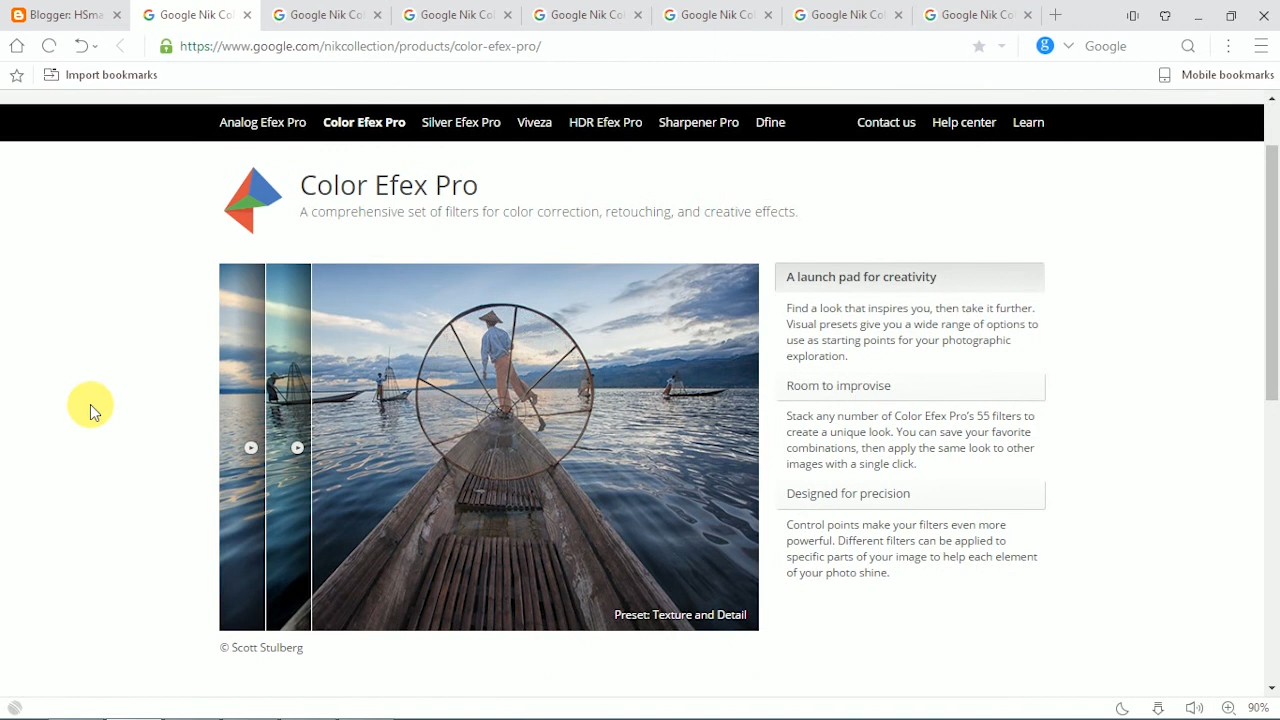 Blogger: HSma
Google Nik Col
Google Nik Col
Google Nik Col
Google Nik Col
Google Nik Col
Google Nik Col
Google Nik Col
https://www.google.com/nikcollection/products/color-efex-pro/
g
Google
Import bookmarks
Mobile bookmarks
Analog Efex Pro Color Efex Pro Silver Efex Pro Viveza HDR Efex Pro Sharpener Pro Dfine Contact us Help center Learn
Color Efex Pro
A comprehensive set of filters for color correction, retouching, and creative effects.
A launch pad for creativity
Find a look that inspires you, then take it further.
Visual presets give you a wide range of options to
use as starting points for your photographic
exploration.
Room to improvise
Stack any number of Color Efex Pro's 55 filters to
create a unique look. You can save your favorite
combinations, then apply the same look to other
images with a single click.
Designed for precision
Control points make your filters even more
powerful. Different filters can be applied to
specific parts of your image to help each element
of your photo shine.
Preset: Texture and Detail
© Scott Stulberg
90%